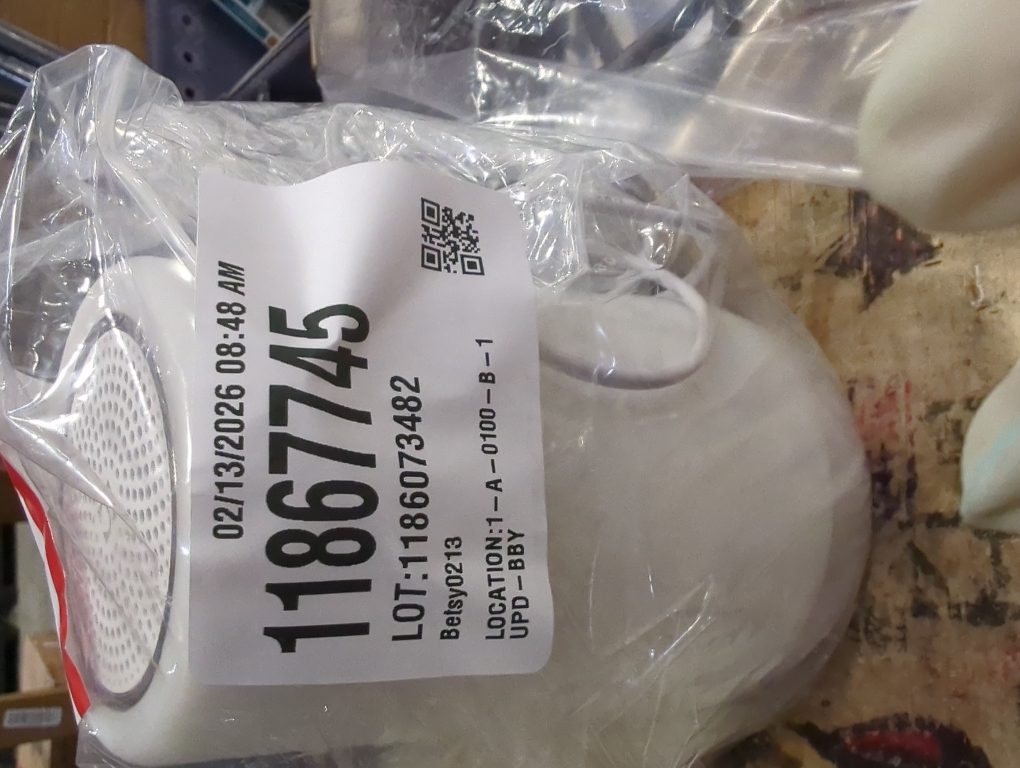 02/13/2026 08:48 AM
11867745
LOT:1186073482
Betsy0213
LOCATION:1-A-0100-B-1
UPD-BBY